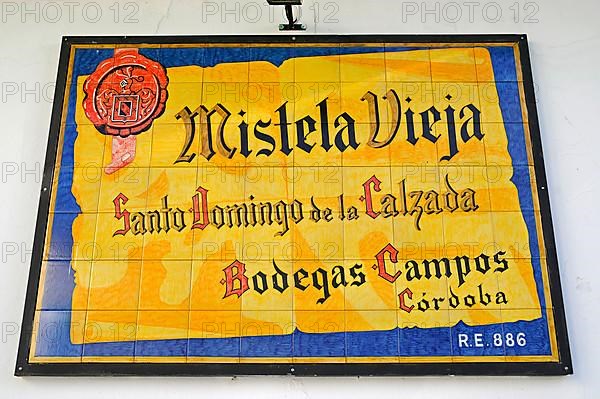 Mistela Vieja
Santo Domingo de la Calzada
Bodegas Campos
Córdoba
R.E. 886